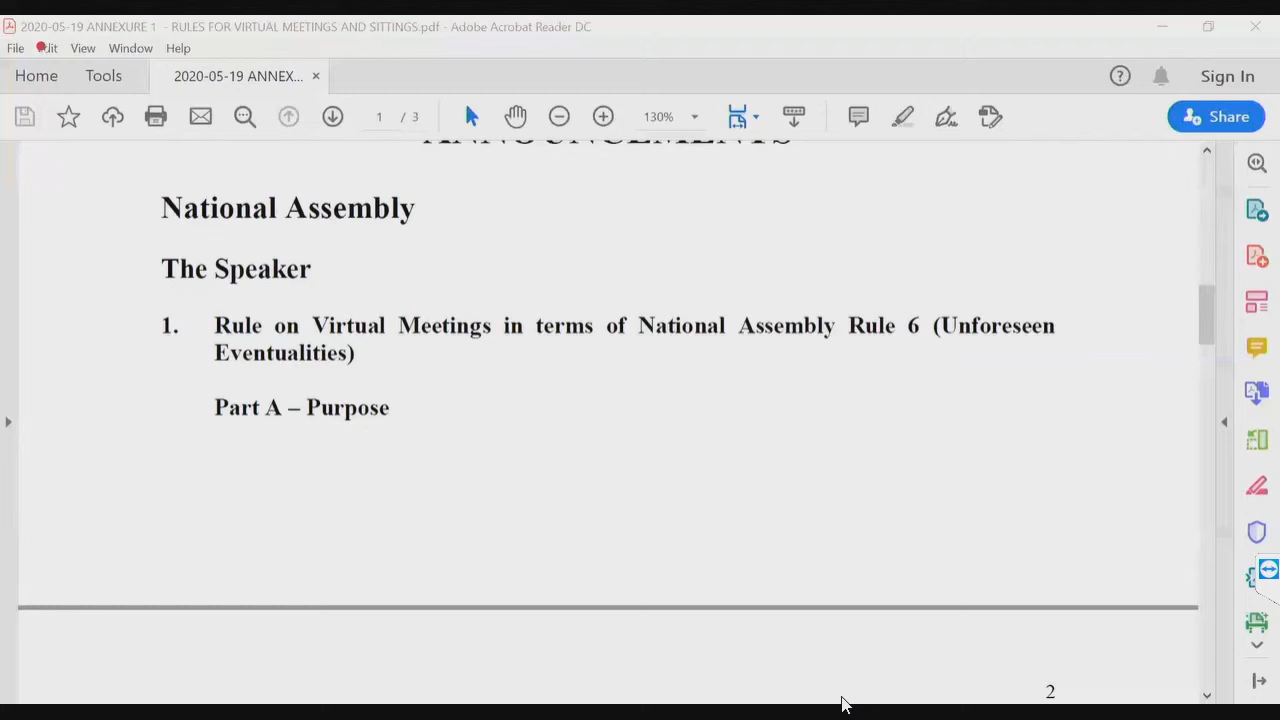 2020-05-19 ANNEXURE 1 - RULES FOR VIRTUAL MEETINGS AND SITTINGS.pdf - Adobe Acrobat Reader DC
File Edit View Window Help
Home Tools 2020-05-19 ANNEX... × Sign In
1 / 3 130% Share
ANNOUNCEMENTS
National Assembly
The Speaker
1. Rule on Virtual Meetings in terms of National Assembly Rule 6 (Unforeseen
Eventualities)
Part A – Purpose
2